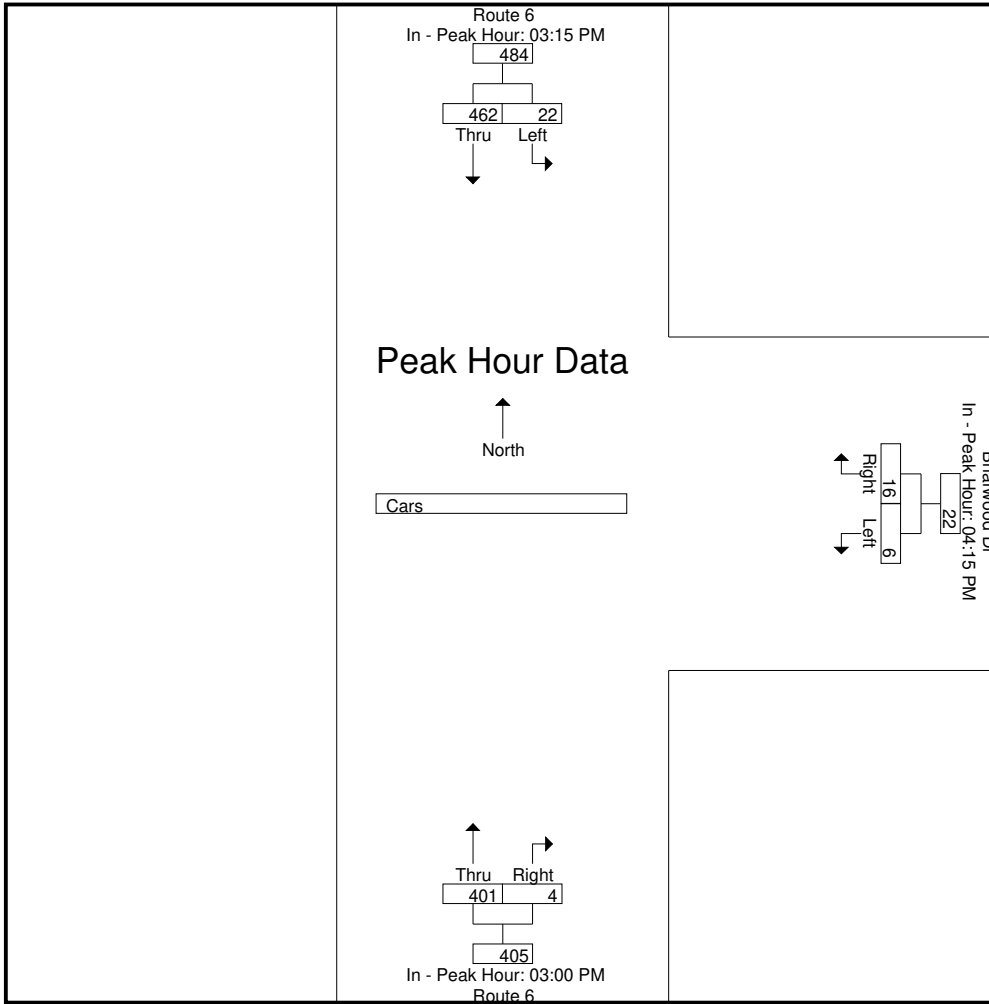 Route 6
In - Peak Hour: 03:15 PM
484
462 22
Thru Left
Peak Hour Data
North
Cars
In - Peak Hour: 04:15 PM
22
16 6
Right Left
Thru Right
401 4
405
In - Peak Hour: 03:00 PM
Route 6